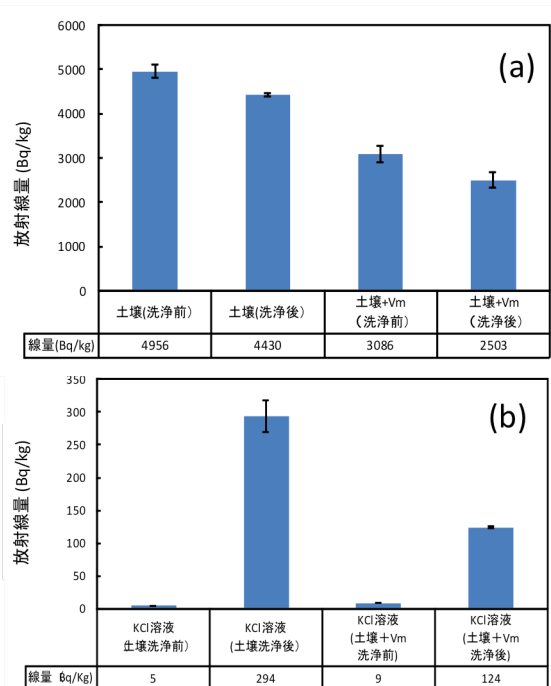 6000
(a)
5000
4000
3000
2000
1000
0
放射線量 (Bq/kg)
土壌(洗浄前) 土壌(洗浄後) 土壌+Vm 土壌+Vm
(洗浄前) (洗浄後)
線量(Bq/kg) 4956 4430 3086 2503
350
(b)
300
250
200
150
100
50
0
放射線量 (Bq/kg)
KCl溶液 KCl溶液 KCl溶液 KCl溶液
土壌洗浄前) (土壌洗浄後) (土壌+Vm (土壌+Vm
洗浄前) 洗浄後)
線量 Bq/Kg) 5 294 9 124